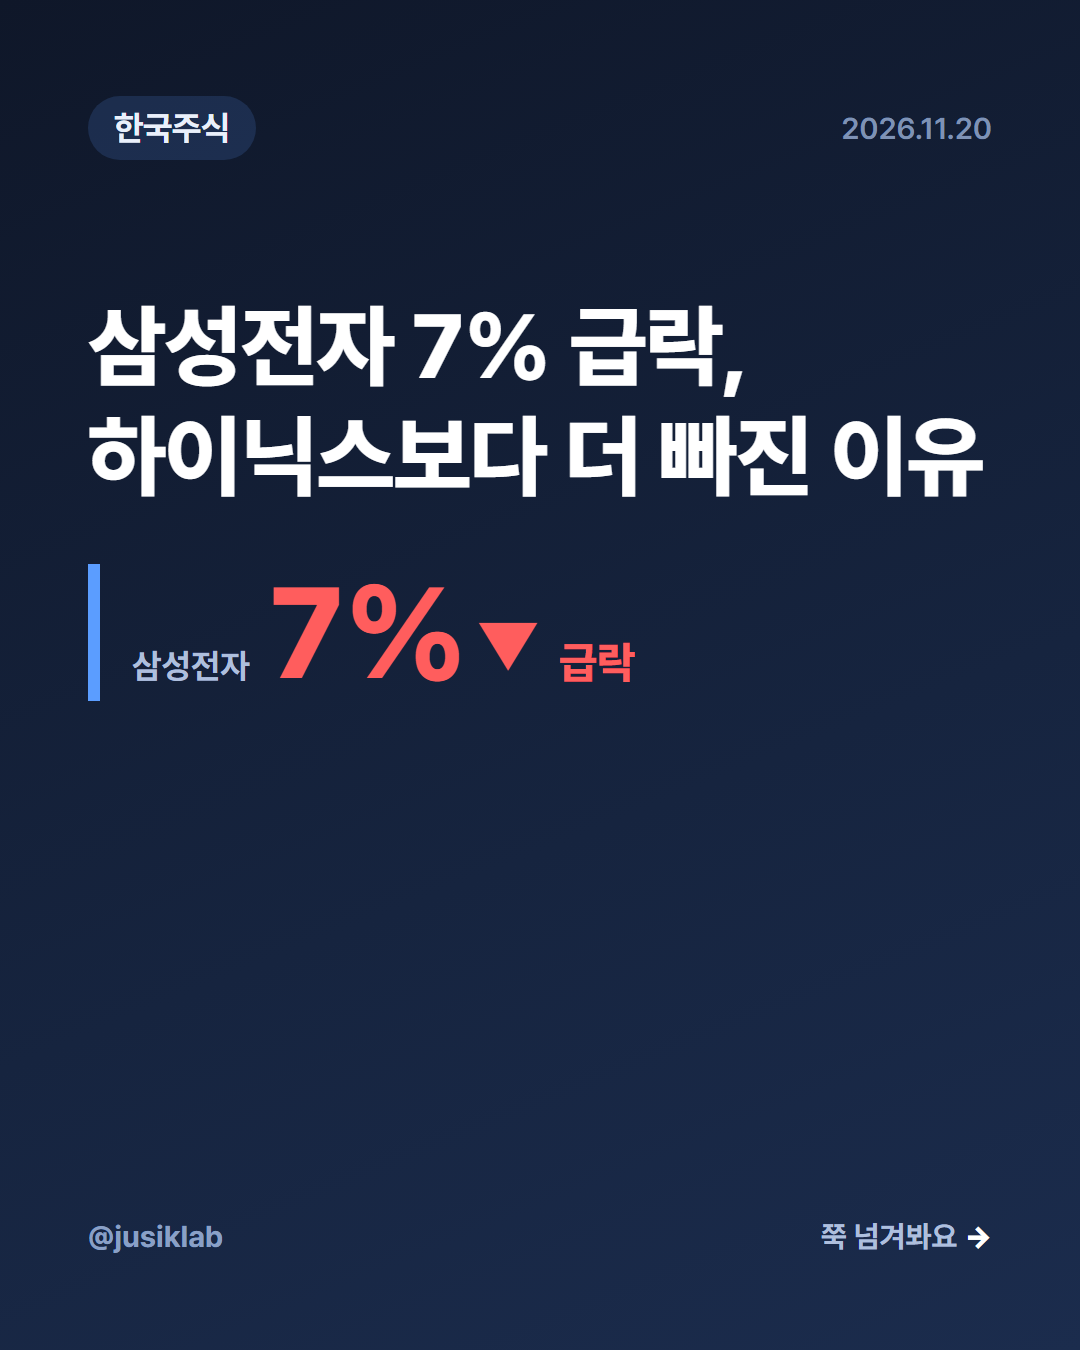 한국주식
2026.11.20
삼성전자 7% 급락,
하이닉스보다 더 빠진 이유
삼성전자 7%▼ 급락
@jusiklab
쭉 넘겨봐요 →